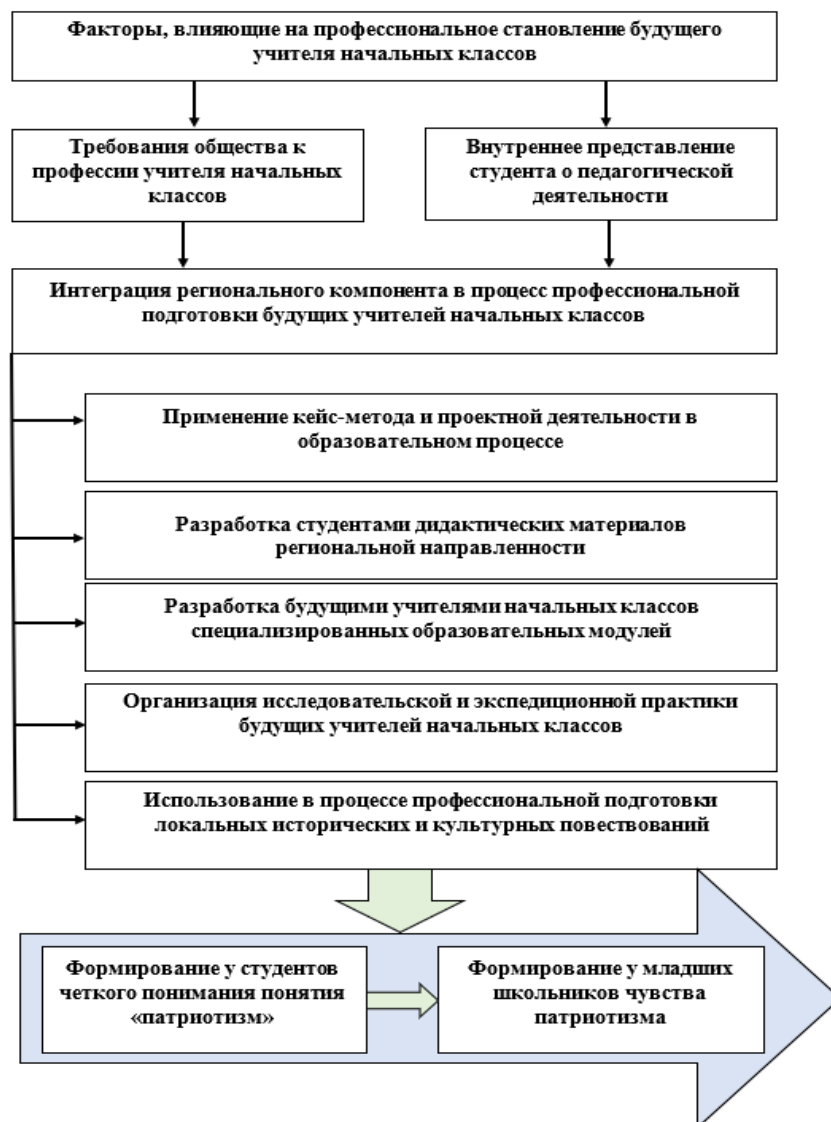 Факторы, влияющие на профессиональное становление будущего
учителя начальных классов
Требования общества к
профессии учителя начальных
классов
Внутреннее представление
студента о педагогической
деятельности
Интеграция регионального компонента в процесс профессиональной
подготовки будущих учителей начальных классов
Применение кейс-метода и проектной деятельности в
образовательном процессе
Разработка студентами дидактических материалов
региональной направленности
Разработка будущими учителями начальных классов
специализированных образовательных модулей
Организация исследовательской и экспедиционной практики
будущих учителей начальных классов
Использование в процессе профессиональной подготовки
локальных исторических и культурных повествований
Формирование у студентов
четкого понимания понятия
«патриотизм»
Формирование у младших
школьников чувства
патриотизма